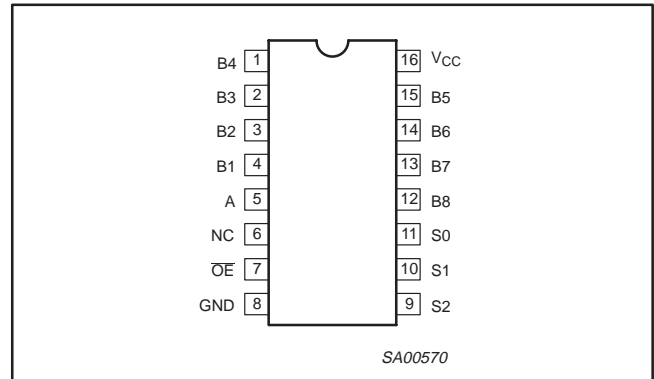 B4 1 16 VCC
B3 2 15 B5
B2 3 14 B6
B1 4 13 B7
A 5 12 B8
NC 6 11 S0
O̅E̅ 7 10 S1
GND 8 9 S2
SA00570